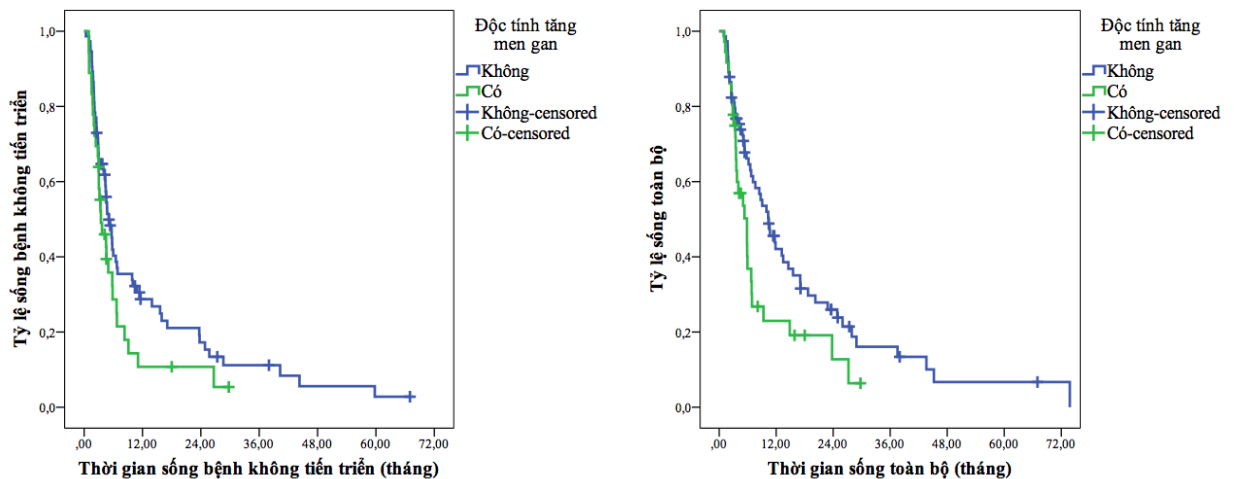 Tỷ lệ sống bệnh không tiến triển
1,0
0,8
0,6
0,4
0,2
0,0
,00 12,00 24,00 36,00 48,00 60,00 72,00
Thời gian sống bệnh không tiến triển (tháng)
Độc tính tăng
men gan
Không
Có
Không-censored
Có-censored
Tỷ lệ sống toàn bộ
1,0
0,8
0,6
0,4
0,2
0,0
,00 12,00 24,00 36,00 48,00 60,00 72,00
Thời gian sống toàn bộ (tháng)
Độc tính tăng
men gan
Không
Có
Không-censored
Có-censored